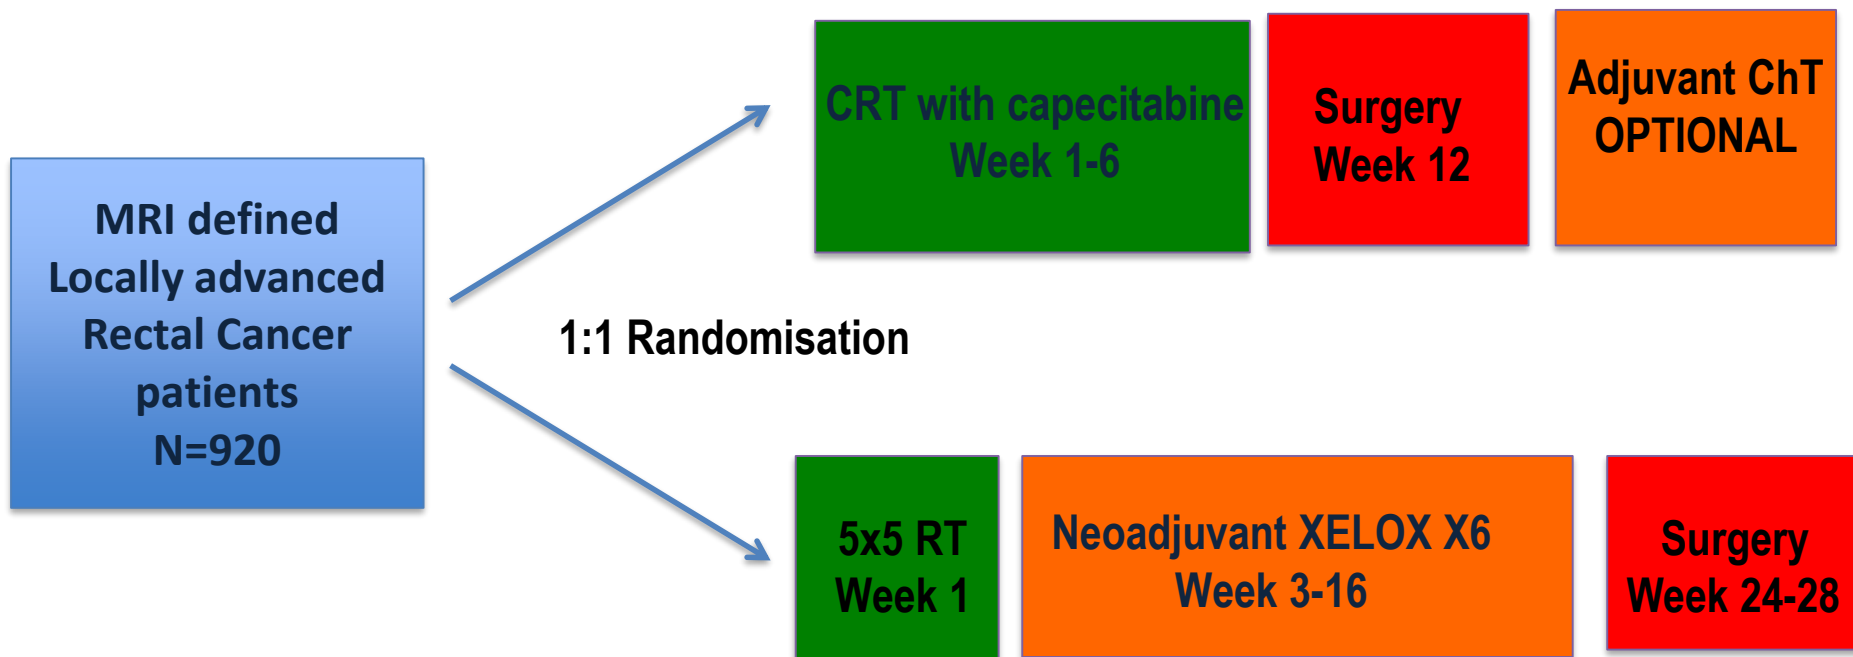 MRI defined
Locally advanced
Rectal Cancer
patients
N=920
1:1 Randomisation
CRT with capecitabine
Week 1-6
Surgery
Week 12
Adjuvant ChT
OPTIONAL
5x5 RT
Week 1
Neoadjuvant XELOX X6
Week 3-16
Surgery
Week 24-28